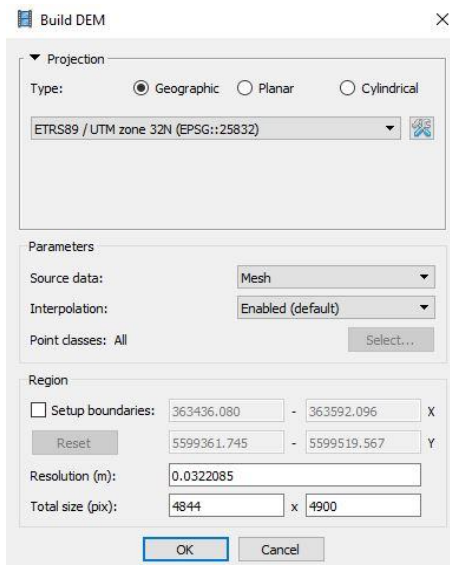 Build DEM
Projection
Type: Geographic Planar Cylindrical
ETRS89 / UTM zone 32N (EPSG::25832)
Parameters
Source data: Mesh
Interpolation: Enabled (default)
Point classes: All Select...
Region
Setup boundaries: 363436.080 - 363592.096 X
Reset 5599361.745 - 5599519.567 Y
Resolution (m): 0.0322085
Total size (pix): 4844 x 4900
OK Cancel